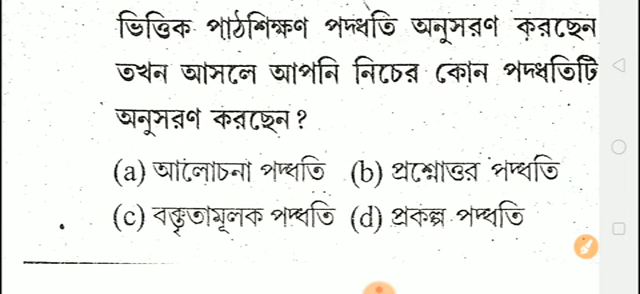 ভিত্তিক পাঠশিক্ষণ পদ্ধতি অনুসরণ করছেন
তখন আসলে আপনি নিচের কোন পদ্ধতিটি
অনুসরণ করছেন?
(a) আলোচনা পদ্ধতি (b) প্রশ্নোত্তর পদ্ধতি
(c) বক্তৃতামূলক পদ্ধতি (d) প্রকল্প পদ্ধতি